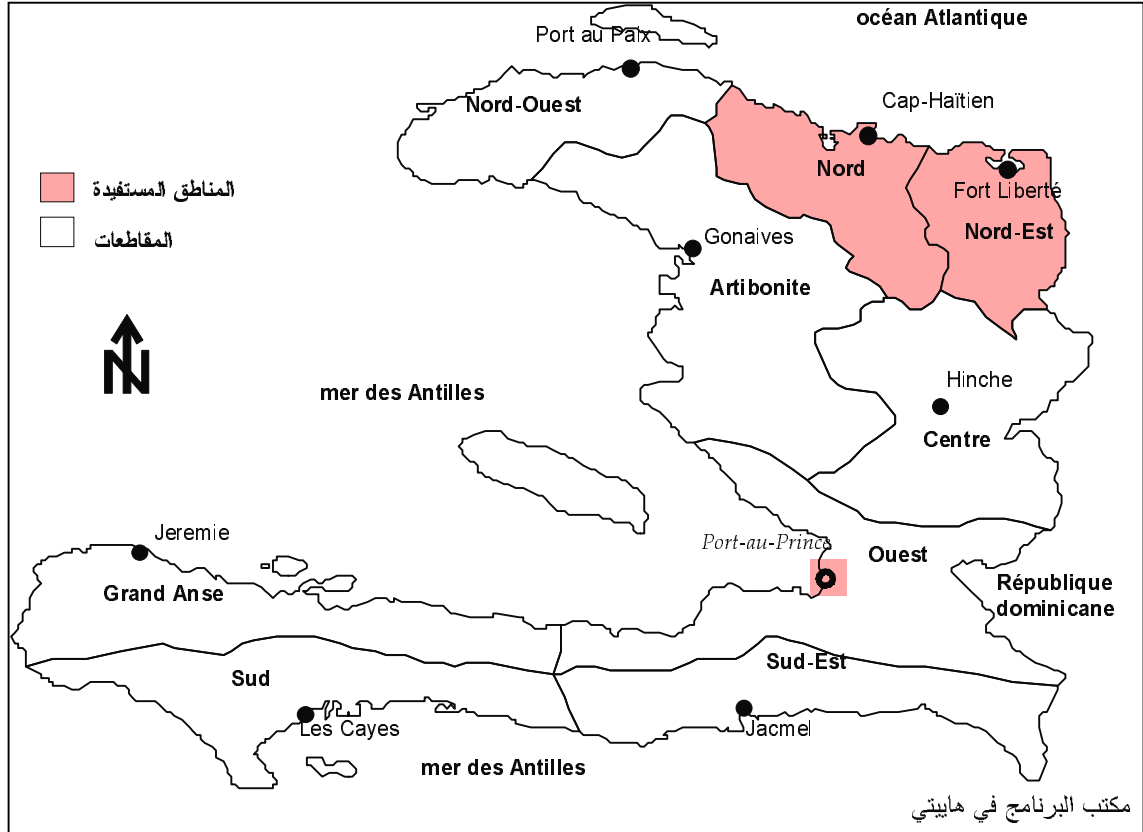 océan Atlantique
Port au Paix
Nord-Ouest
Cap-Haïtien
Nord
Fort Liberté
Nord-Est
المناطق المستفيدة
المقاطعات
Gonaives
Artibonite
N
Hinche
mer des Antilles
Centre
Jeremie
Port-au-Prince
Ouest
Grand Anse
République
dominicane
Sud-Est
Sud
Les Cayes
Jacmel
mer des Antilles
مكتب البرنامج في هاييتي